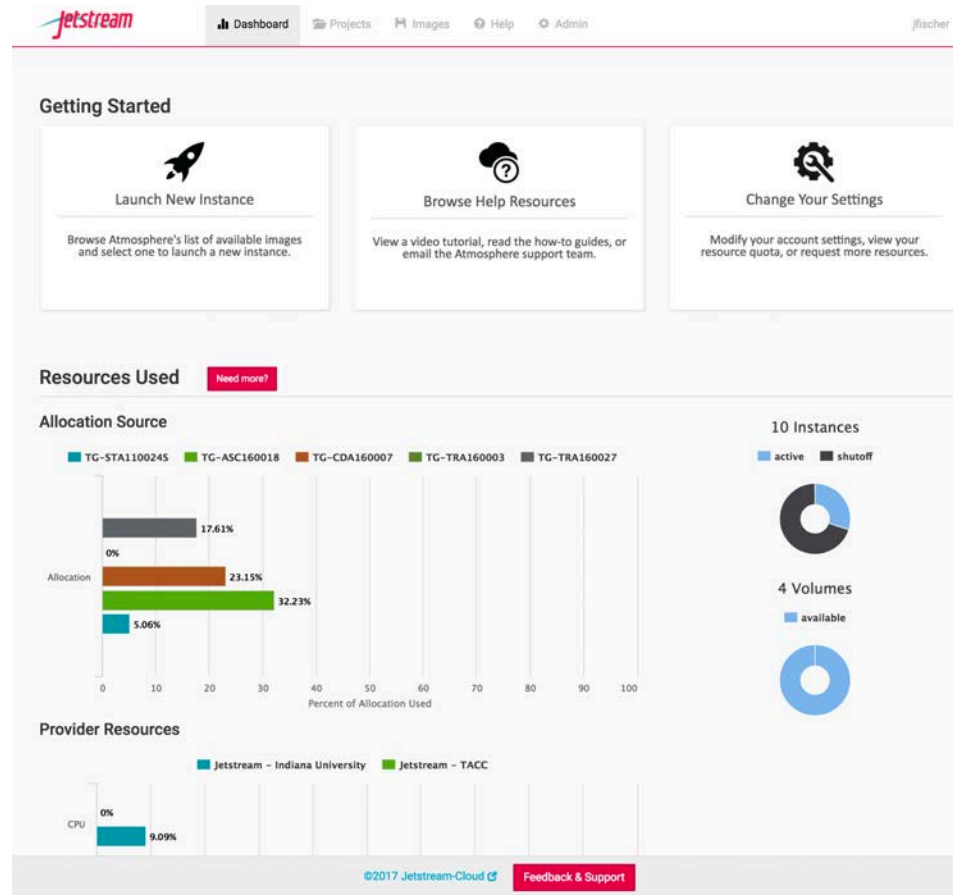 Jetstream
Dashboard Projects Images Help Admin jfischer
Getting Started
Launch New Instance
Browse Atmosphere's list of available images
and select one to launch a new instance.
Browse Help Resources
View a video tutorial, read the how-to guides, or
email the Atmosphere support team.
Change Your Settings
Modify your account settings, view your
resource quota, or request more resources.
Resources Used Need more?
Allocation Source
TG-STA110024S TG-ASC160018 TG-CDA160007 TG-TRA160003 TG-TRA160027
17.61%
0%
Allocation
23.15%
32.23%
5.06%
0 10 20 30 40 50 60 70 80 90 100
Percent of Allocation Used
10 Instances
active shutoff
4 Volumes
available
Provider Resources
Jetstream - Indiana University Jetstream - TACC
0%
CPU
9.09%
©2017 Jetstream-Cloud Feedback & Support